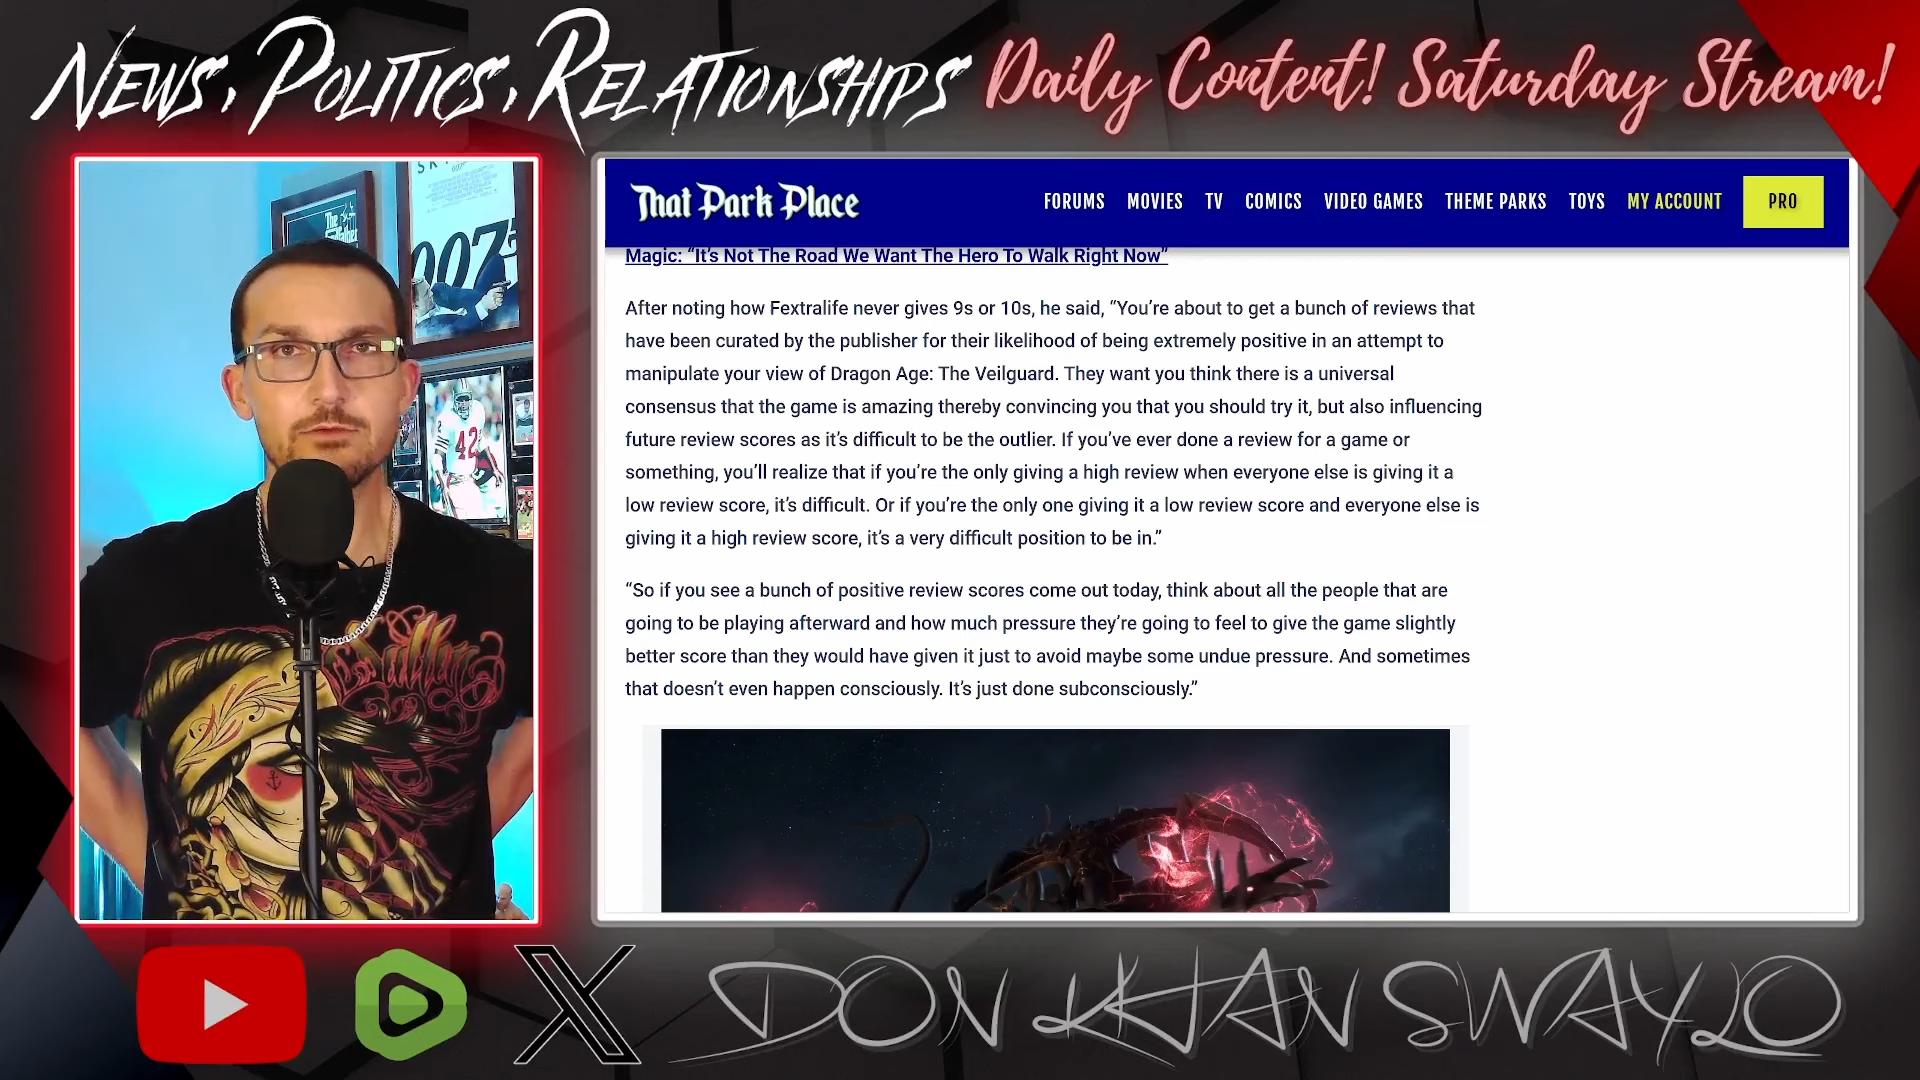 News, Politics, Relationships
Daily Content! Saturday Stream!
SK
007
The
Godfather
007
42
That Park Place
FORUMS MOVIES TV COMICS VIDEO GAMES THEME PARKS TOYS MY ACCOUNT PRO
Magic: “It’s Not The Road We Want The Hero To Walk Right Now”
After noting how Fextralife never gives 9s or 10s, he said, “You’re about to get a bunch of reviews that
have been curated by the publisher for their likelihood of being extremely positive in an attempt to
manipulate your view of Dragon Age: The Veilguard. They want you think there is a universal
consensus that the game is amazing thereby convincing you that you should try it, but also influencing
future review scores as it’s difficult to be the outlier. If you’ve ever done a review for a game or
something, you’ll realize that if you’re the only giving a high review when everyone else is giving it a
low review score, it’s difficult. Or if you’re the only one giving it a low review score and everyone else is
giving it a high review score, it’s a very difficult position to be in.”
“So if you see a bunch of positive review scores come out today, think about all the people that are
going to be playing afterward and how much pressure they’re going to feel to give the game slightly
better score than they would have given it just to avoid maybe some undue pressure. And sometimes
that doesn’t even happen consciously. It’s just done subconsciously.”
X DON KHAN SWAYLO